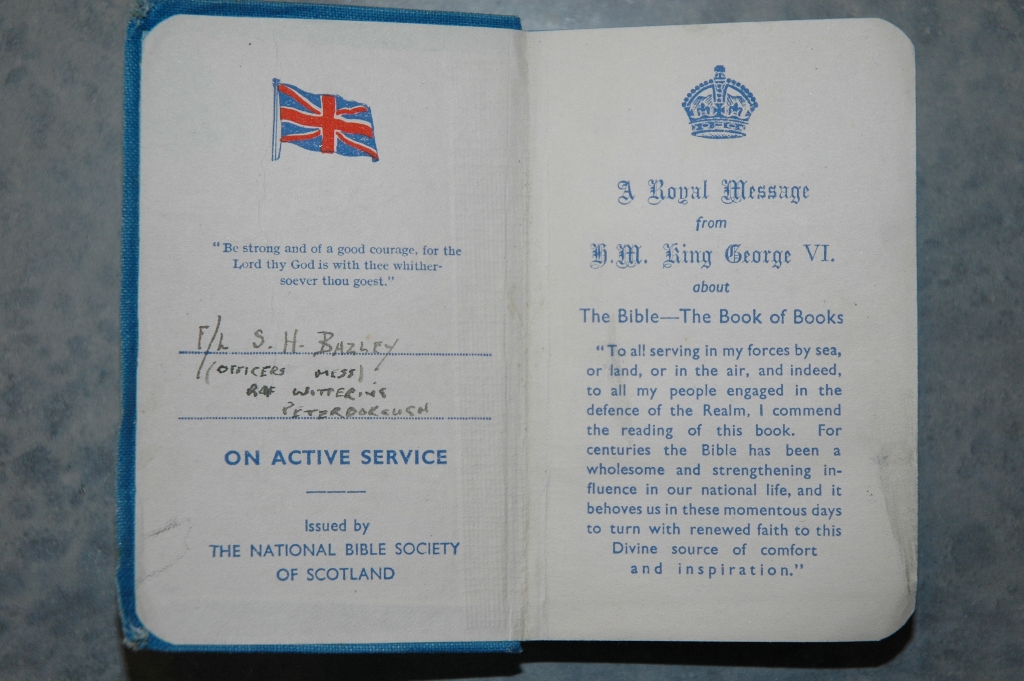 "Be strong and of a good courage, for the
Lord thy God is with thee whither-
soever thou goest."
F/L S. H. BAZLEY
(OFFICERS MESS)
RAF WITTERING
PETERBOROUGH
ON ACTIVE SERVICE
Issued by
THE NATIONAL BIBLE SOCIETY
OF SCOTLAND
A Royal Message
from
H.M. King George VI.
about
The Bible—The Book of Books
"To all serving in my forces by sea,
or land, or in the air, and indeed,
to all my people engaged in the
defence of the Realm, I commend
the reading of this book. For
centuries the Bible has been a
wholesome and strengthening in-
fluence in our national life, and it
behoves us in these momentous days
to turn with renewed faith to this
Divine source of comfort
and inspiration."